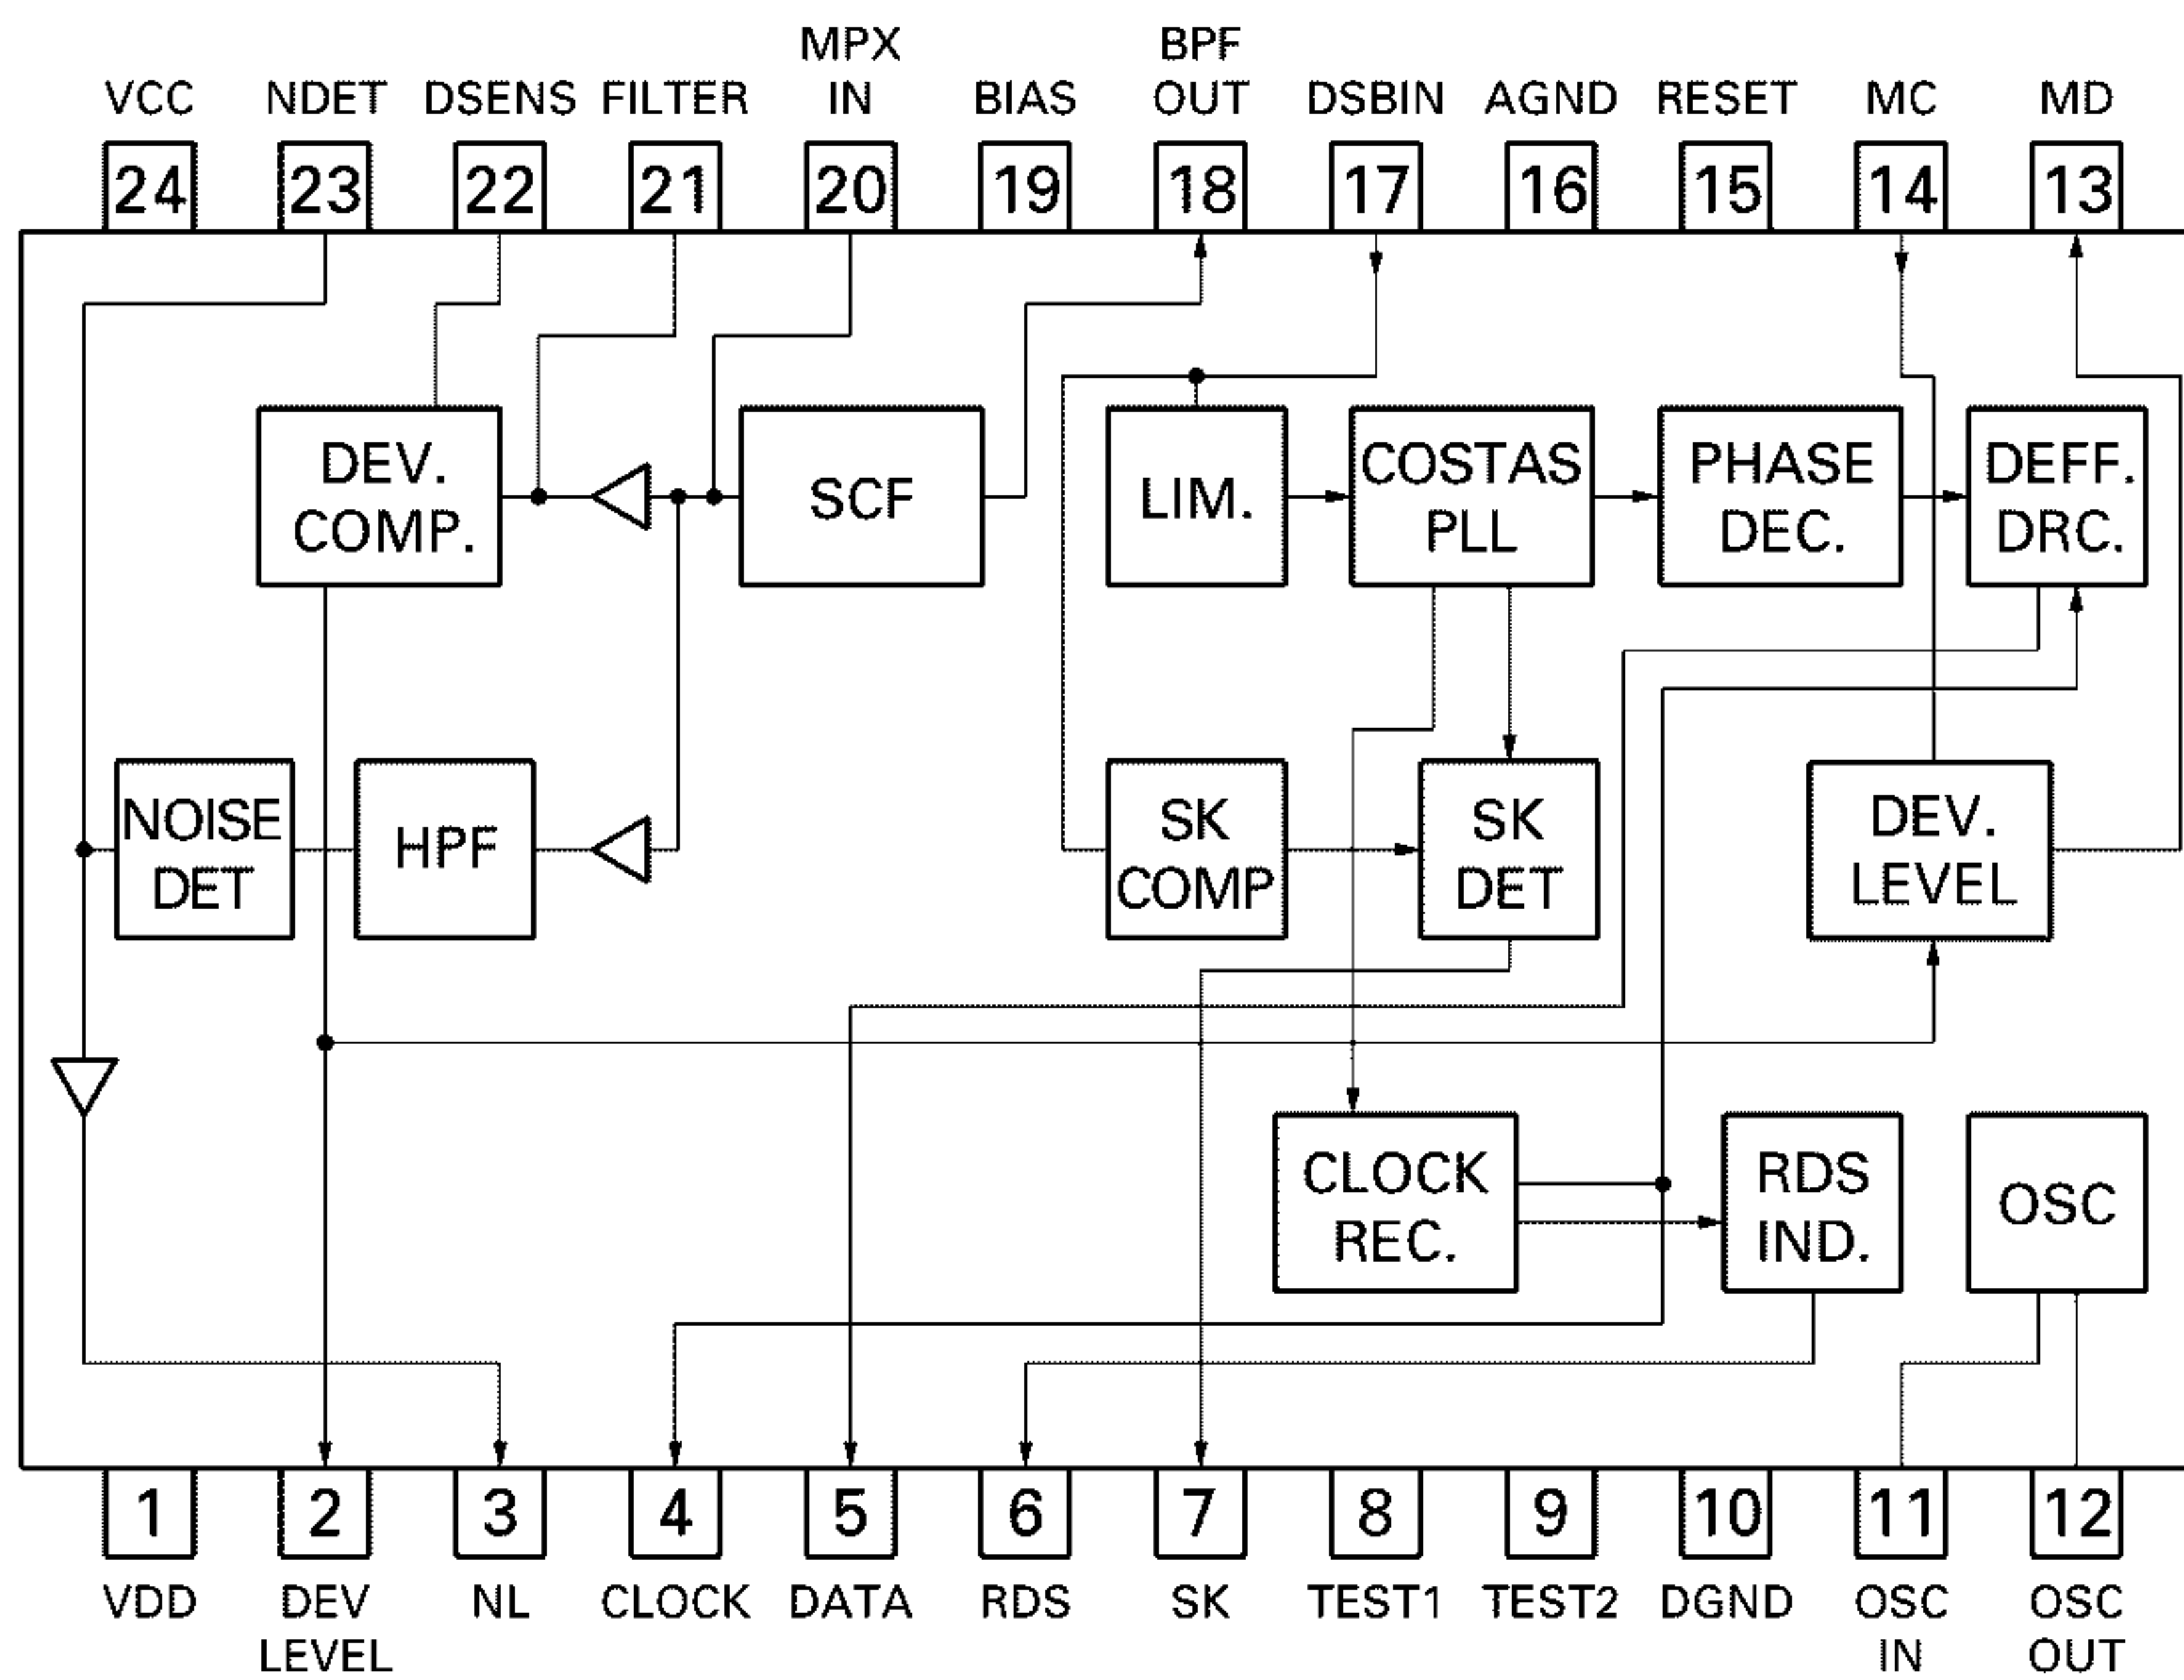 MPX BPF
VCC NDET DSENS FILTER IN BIAS OUT DSBIN AGND RESET MC MD
24 23 22 21 20 19 18 17 16 15 14 13
DEV. COSTAS PHASE DEFF.
SCF LIM.
COMP. PLL DEC. DRC.
NOISE SK SK DEV.
HPF
DET COMP DET LEVEL
CLOCK RDS
OSC
REC. IND.
1 2 3 4 5 6 7 8 9 10 11 12
VDD DEV NL CLOCK DATA RDS SK TEST1 TEST2 DGND OSC OSC
LEVEL IN OUT